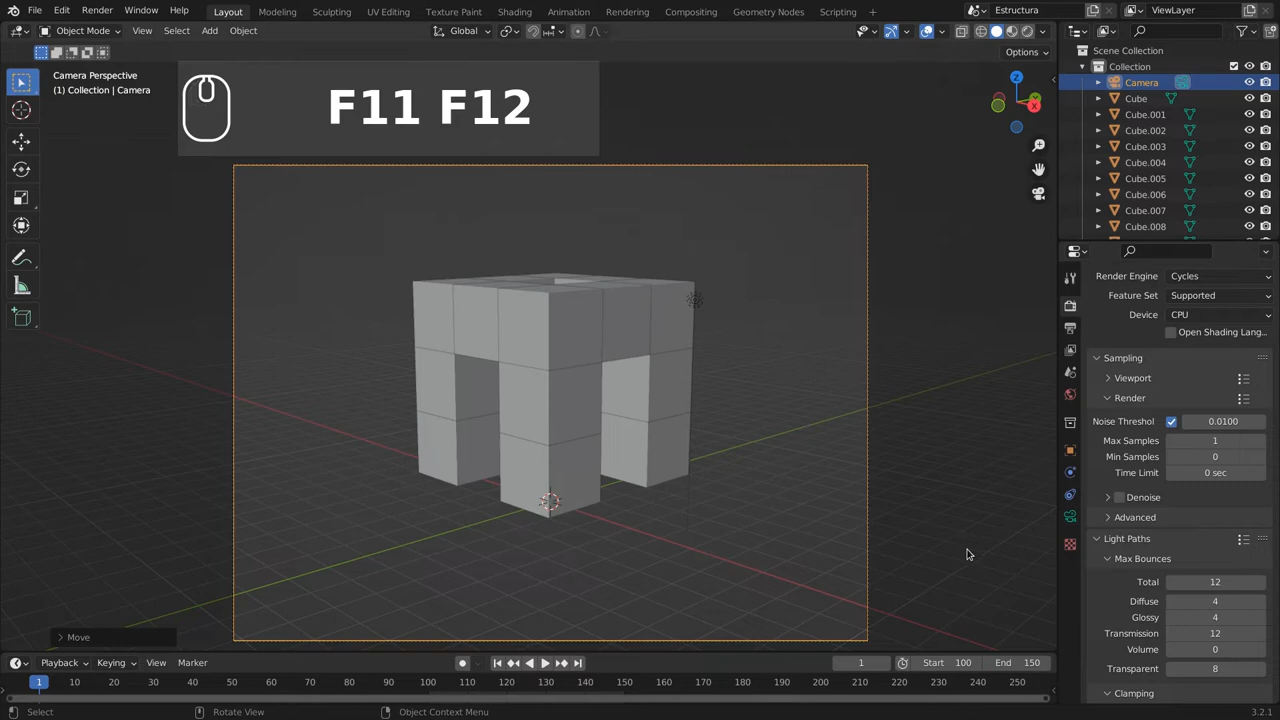 File Edit Render Window Help Layout Modeling Sculpting UV Editing Texture Paint Shading Animation Rendering Compositing Geometry Nodes Scripting + Estructura ViewLayer
Object Mode View Select Add Object Global
Options
Camera Perspective
(1) Collection | Camera
F11 F12
X
Y
Z
Scene Collection
Collection
Camera
Cube
Cube.001
Cube.002
Cube.003
Cube.004
Cube.005
Cube.006
Cube.007
Cube.008
Render Engine Cycles
Feature Set Supported
Device CPU
Open Shading Lang...
Sampling
Viewport
Render
Noise Threshol 0.0100
Max Samples 1
Min Samples 0
Time Limit 0 sec
Denoise
Advanced
Light Paths
Max Bounces
Total 12
Diffuse 4
Glossy 4
Transmission 12
Volume 0
Transparent 8
Clamping
Move
Playback Keying View Marker 1 Start 100 End 150
1 10 20 30 40 50 60 70 80 90 100 110 120 130 140 150 160 170 180 190 200 210 220 230 240 250
Select Rotate View Object Context Menu 3.2.1